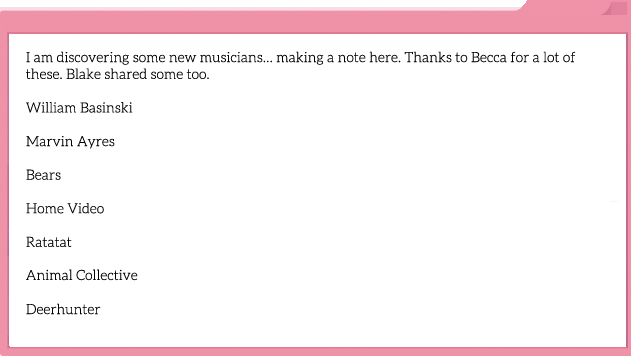 I am discovering some new musicians... making a note here. Thanks to Becca for a lot of
these. Blake shared some too.
William Basinski
Marvin Ayres
Bears
Home Video
Ratatat
Animal Collective
Deerhunter